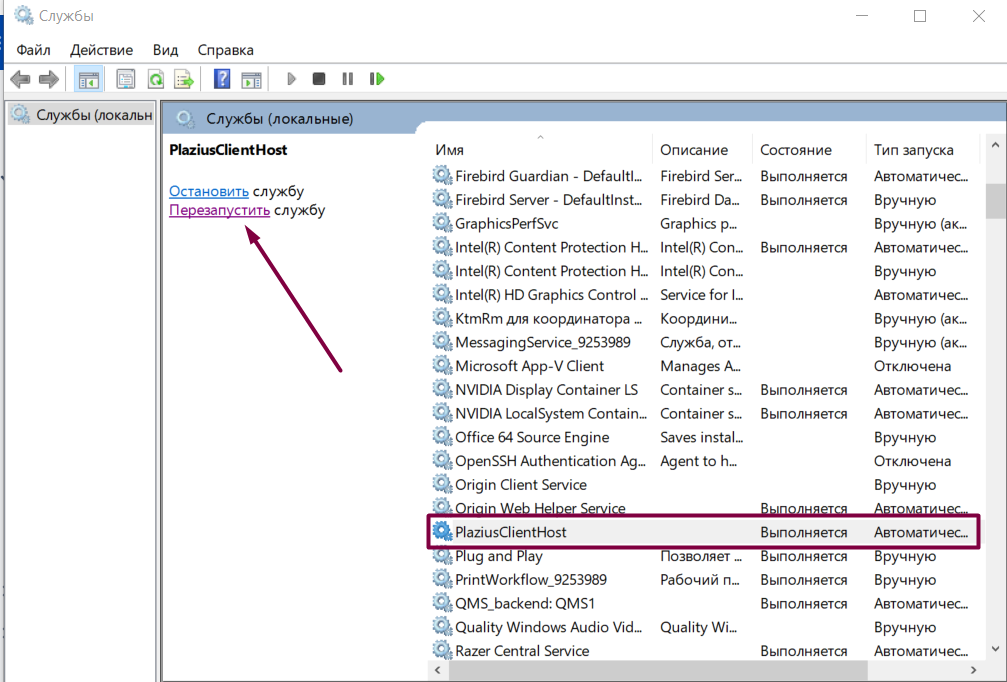 Службы
Файл Действие Вид Справка
Службы (локальн
Службы (локальные)
PlaziusClientHost
Остановить службу
Перезапустить службу
Имя Описание Состояние Тип запуска
Firebird Guardian - DefaultI... Firebird Ser... Выполняется Автоматичес...
Firebird Server - DefaultInst... Firebird Da... Выполняется Вручную
GraphicsPerfSvc Graphics p... Вручную (ак...
Intel(R) Content Protection H... Intel(R) Con... Выполняется Автоматичес...
Intel(R) Content Protection H... Intel(R) Con... Вручную
Intel(R) HD Graphics Control ... Service for I... Автоматичес...
KtmRm для координатора ... Координи... Вручную (ак...
MessagingService_9253989 Служба, от... Вручную (ак...
Microsoft App-V Client Manages A... Отключена
NVIDIA Display Container LS Container s... Выполняется Автоматичес...
NVIDIA LocalSystem Contain... Container s... Выполняется Автоматичес...
Office 64 Source Engine Saves instal... Вручную
OpenSSH Authentication Ag... Agent to h... Отключена
Origin Client Service Вручную
Origin Web Helper Service Выполняется Автоматичес...
PlaziusClientHost Выполняется Автоматичес...
Plug and Play Позволяет ... Выполняется Вручную
PrintWorkflow_9253989 Рабочий п... Выполняется Вручную
QMS_backend: QMS1 Выполняется Автоматичес...
Quality Windows Audio Vid... Quality Wi... Вручную
Razer Central Service Выполняется Автоматичес...